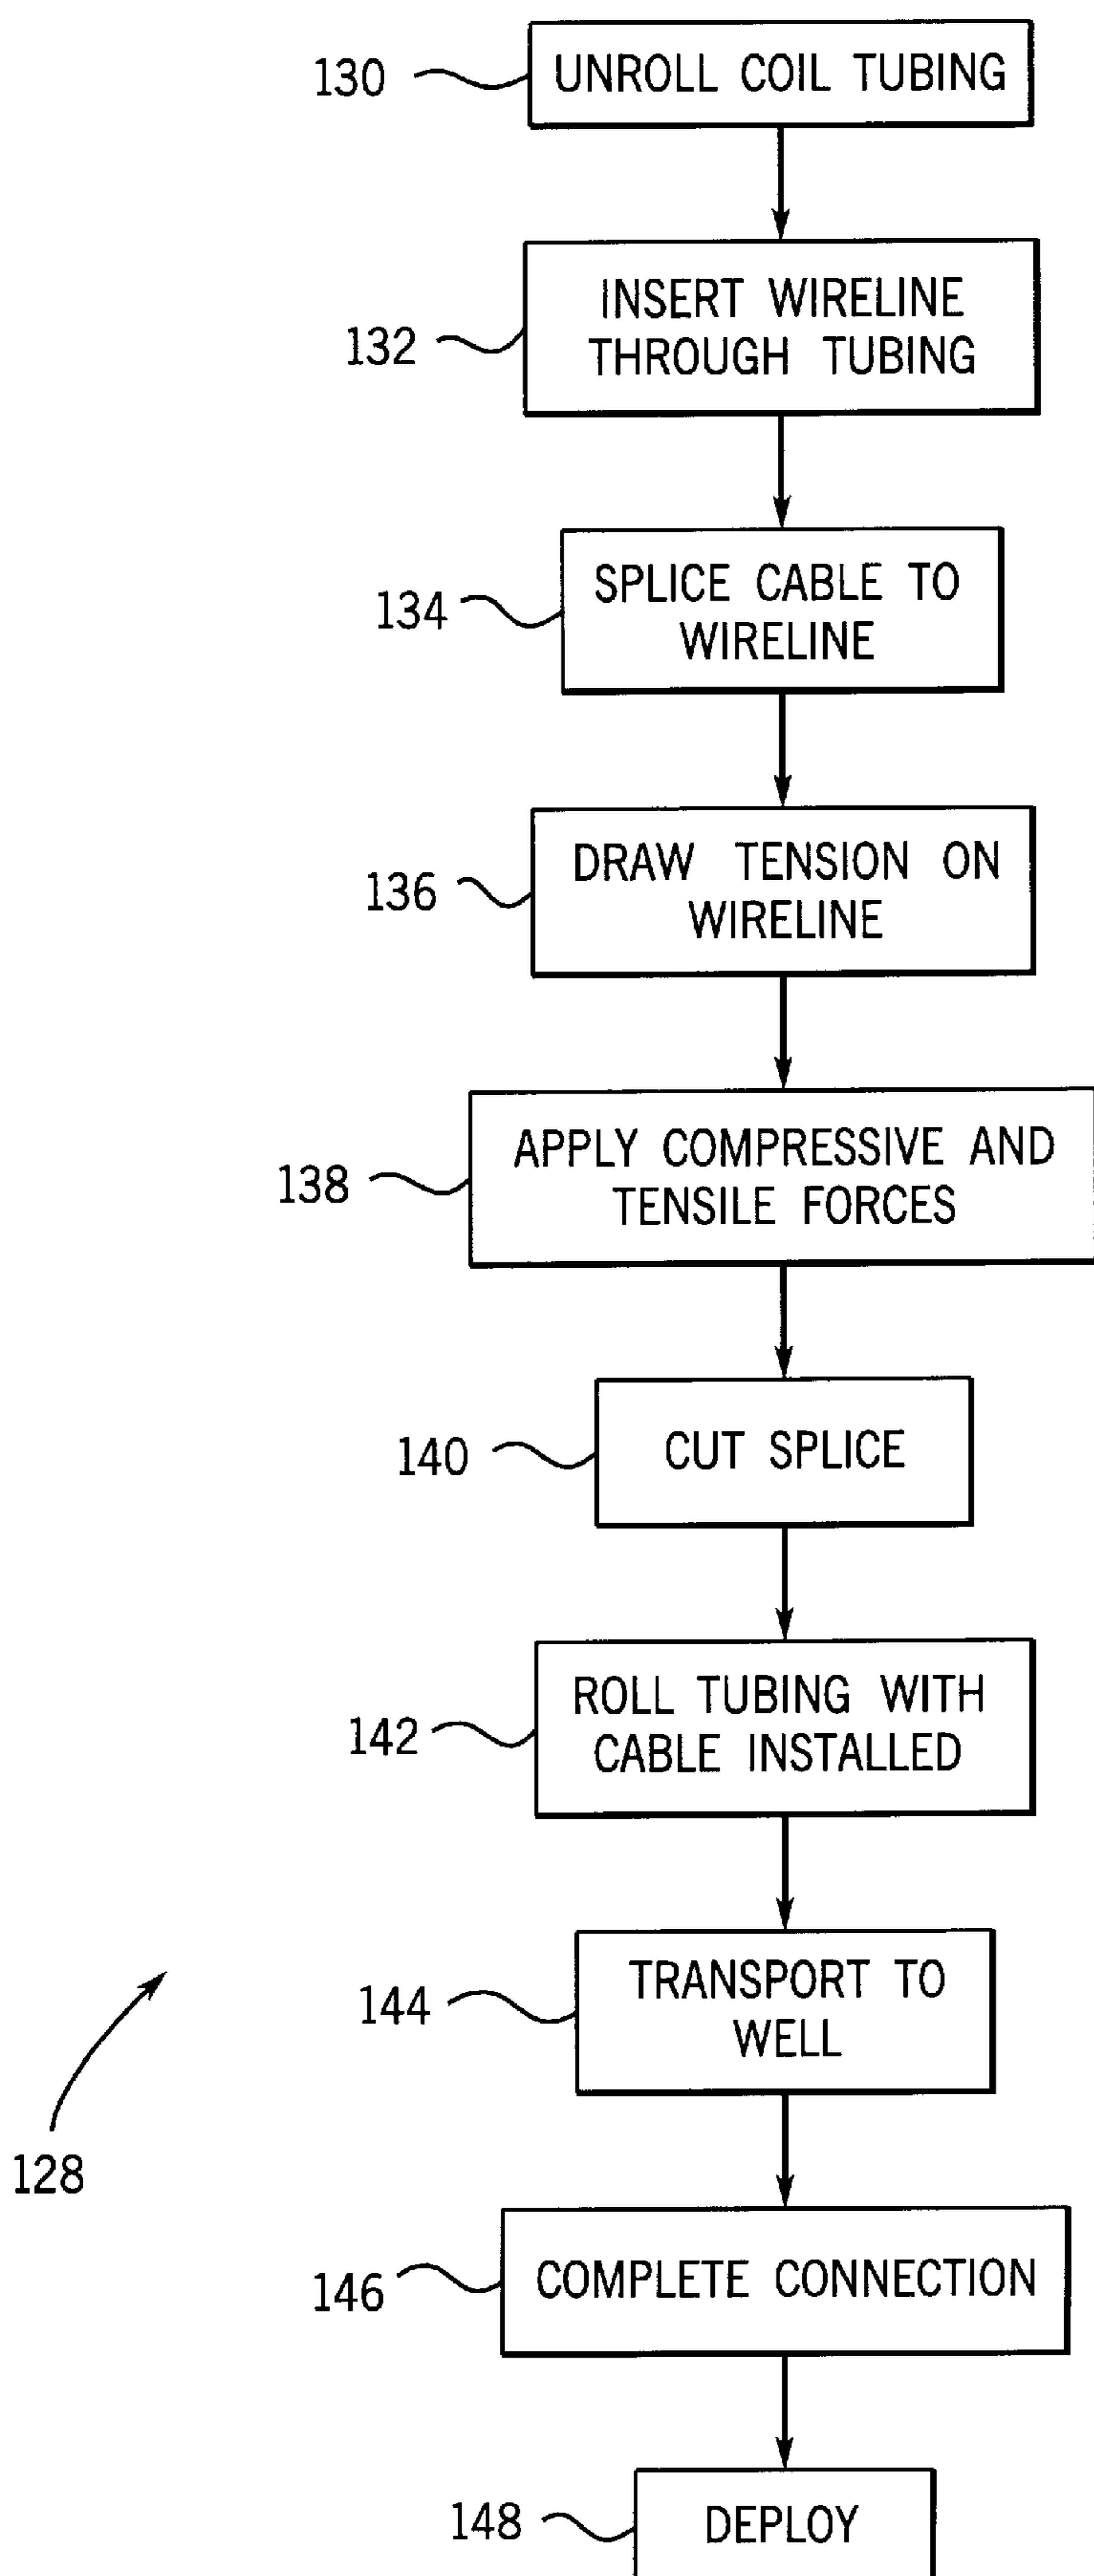 130
UNROLL COIL TUBING
132
INSERT WIRELINE
THROUGH TUBING
134
SPLICE CABLE TO
WIRELINE
136
DRAW TENSION ON
WIRELINE
138
APPLY COMPRESSIVE AND
TENSILE FORCES
140
CUT SPLICE
142
ROLL TUBING WITH
CABLE INSTALLED
144
TRANSPORT TO
WELL
128
146
COMPLETE CONNECTION
148
DEPLOY